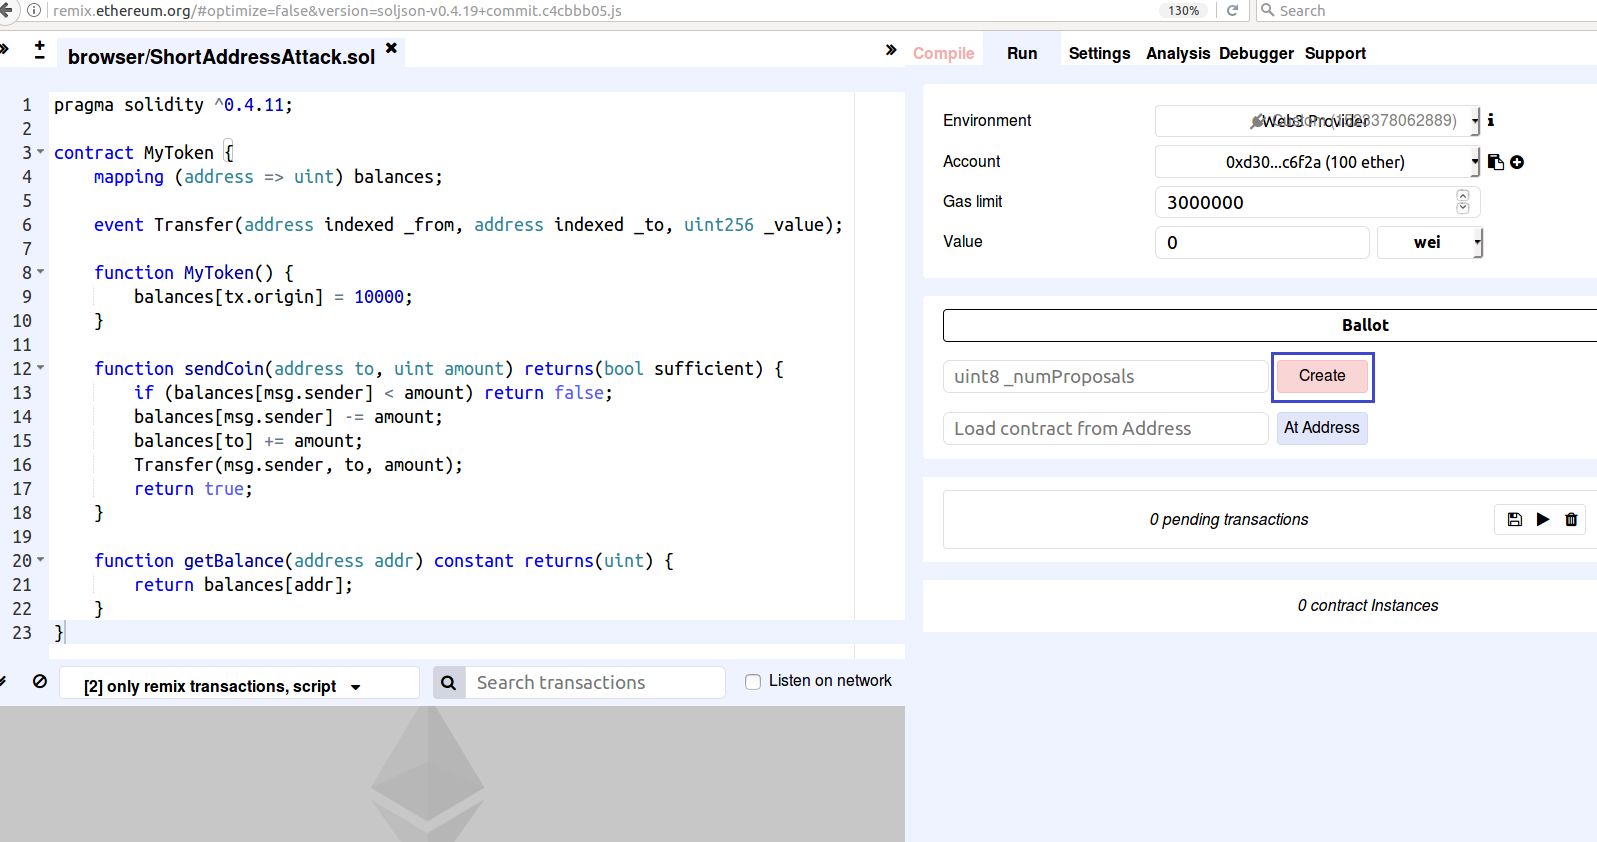 remix.ethereum.org/#optimize=false&version=soljson-v0.4.19+commit.c4cbbb05.js
130%
Search
browser/ShortAddressAttack.sol
Compile Run Settings Analysis Debugger Support
1 pragma solidity ^0.4.11;
2
3 contract MyToken {
4 mapping (address => uint) balances;
5
6 event Transfer(address indexed _from, address indexed _to, uint256 _value);
7
8 function MyToken() {
9 balances[tx.origin] = 10000;
10 }
11
12 function sendCoin(address to, uint amount) returns(bool sufficient) {
13 if (balances[msg.sender] < amount) return false;
14 balances[msg.sender] -= amount;
15 balances[to] += amount;
16 Transfer(msg.sender, to, amount);
17 return true;
18 }
19
20 function getBalance(address addr) constant returns(uint) {
21 return balances[addr];
22 }
23 }
[2] only remix transactions, script
Search transactions
Listen on network
Environment
Web3 Provider
Custom (1523378062889)
Account
0xd30...c6f2a (100 ether)
Gas limit
3000000
Value
0
wei
Ballot
uint8 _numProposals
Create
Load contract from Address
At Address
0 pending transactions
0 contract Instances